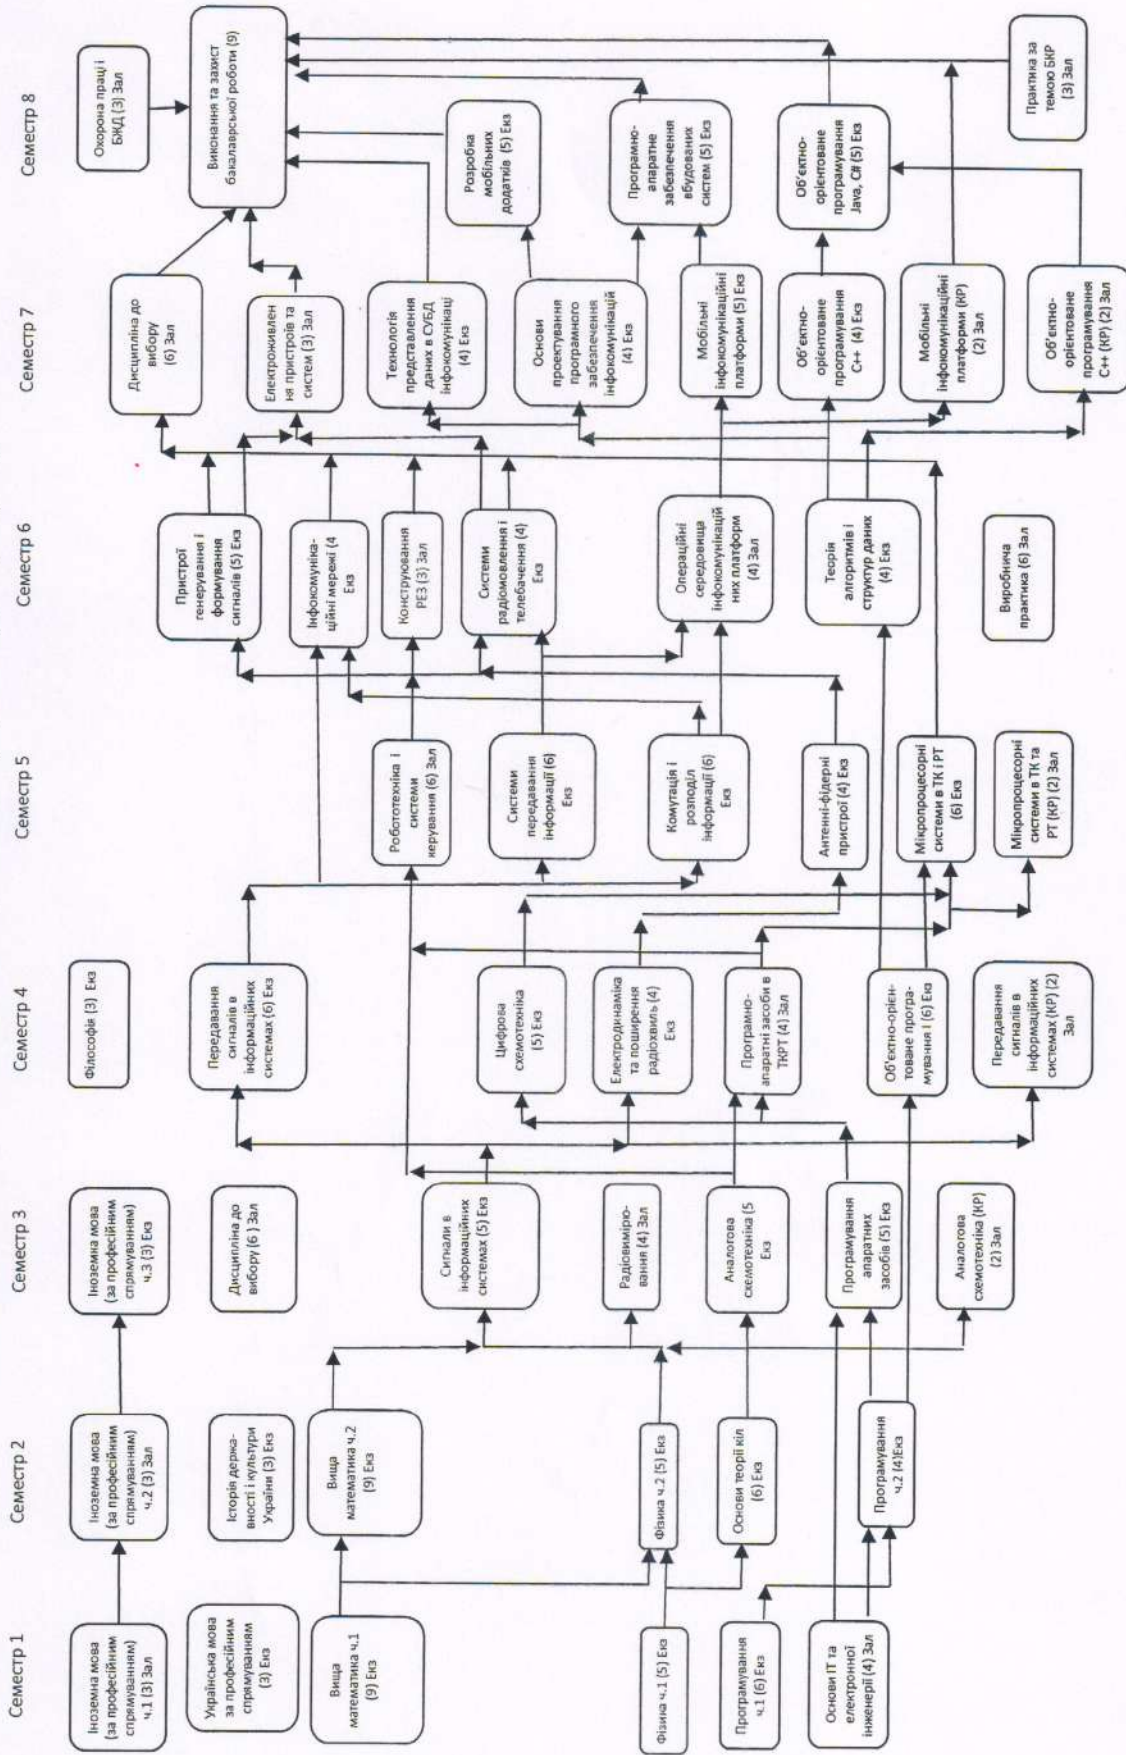 Семестр 1
Іноземна мова
(за професійним
спрямуванням)
ч.1 (3) Зал
Українська мова
за професійним
спрямуванням
(3) Екз
Вища
математика ч.1
(9) Екз
Фізика ч.1 (5) Екз
Програмування
ч.1 (6) Екз
Основи ІТ та
електронної
інженерії (4) Зал
Семестр 2
Іноземна мова
(за професійним
спрямуванням)
ч.2 (3) Зал
Історія держа-
вності і культури
України (3) Екз
Вища
математика ч.2
(9) Екз
Фізика ч.2 (5) Екз
Основи теорії кіл
(6) Екз
Програмування
ч.2 (4)Екз
Семестр 3
Іноземна мова
(за професійним
спрямуванням)
ч.3 (3) Екз
Дисципліна до
вибору (6 ) Зал
Сигнали в
інформаційних
системах (5) Екз
Радіовимірю-
вання (4) Зал
Аналогова
схемотехніка (5
Екз
Програмування
апаратних
засобів (5) Екз
Аналогова
схемотехніка (КР)
(2) Зал
Семестр 4
Філософія (3) Екз
Передавання
сигналів в
інформаційних
системах (6) Екз
Цифрова
схемотехніка
(5) Екз
Електродинаміка
та поширення
радіохвиль (4)
Екз
Програмно-
апаратні засоби в
ТКРТ (4) Зал
Об'єктно-орієн-
товане програ-
мування І (6) Екз
Передавання
сигналів в
інформаційних
системах (КР) (2)
Зал
Семестр 5
Робототехніка і
системи
керування (6) Зал
Системи
передавання
інформації (6)
Екз
Комутація і
розподіл
інформації (6)
Екз
Антенні-фідерні
пристрої (4) Екз
Мікропроцесорні
системи в ТК і РТ
(6) Екз
Мікропроцесорні
системи в ТК та
РТ (КР) (2) Зал
Семестр 6
Пристрої
генерування і
формування
сигналів (5) Екз
Інфокомуніка-
ційні мережі (4
Екз
Конструювання
РЕЗ (3) Зал
Системи
радіомовлення і
телебачення (4)
Екз
Операційні
середовища
інфокомунікацій
них платформ
(4) Зал
Теорія
алгоритмів і
структур даних
(4) Екз
Виробнича
практика (6) Зал
Семестр 7
Дисципліна до
вибору
(6) Зал
Електроживлен
ня пристроїв та
систем (3) Зал
Технологія
представлення
даних в СУБД
інфокомунікаці
(4) Екз
Основи
проектування
програмного
забезпечення
інфокомунікацій
(4) Екз
Мобільні
інфокомунікаційні
платформи (5) Екз
Об'єктно-
орієнтоване
програмування
С++ (4) Екз
Мобільні
інфокомунікаційні
платформи (КР)
(2) Зал
Об'єктно-
орієнтоване
програмування
С++ (КР) (2) Зал
Семестр 8
Охорона праці і
БЖД (3) Зал
Виконання та захист
бакалаврської роботи (9)
Розробка
мобільних
додатків (5) Екз
Програмно-
апаратне
забезпечення
вбудованих
систем (5) Екз
Об'єктно-
орієнтоване
програмування
Java, C# (5) Екз
Практика за
темою БКР
(3) Зал